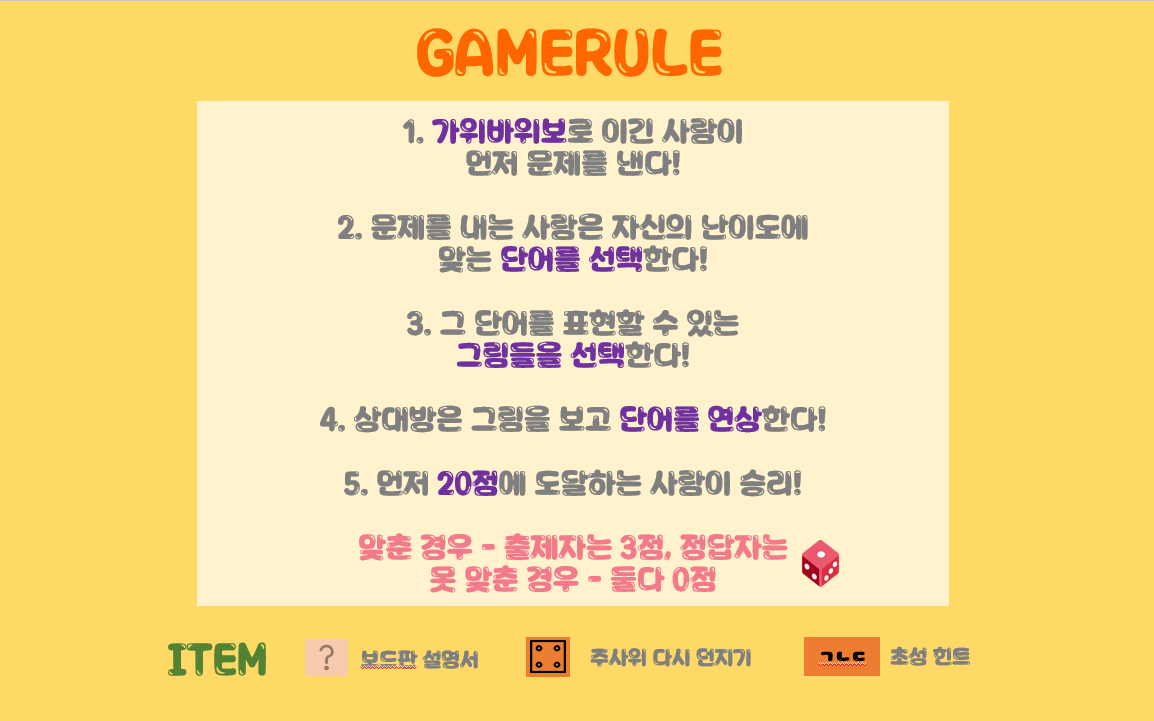 GAMERULE
1. 가위바위보로 이긴 사람이
먼저 문제를 낸다!
2. 문제를 내는 사람은 자신의 난이도에
맞는 단어를 선택한다!
3. 그 단어를 표현할 수 있는
그림들을 선택한다!
4. 상대방은 그림을 보고 단어를 연상한다!
5. 먼저 20점에 도달하는 사람이 승리!
맞춘 경우 - 출제자는 3점, 정답자는
못 맞춘 경우 - 둘다 0점
ITEM
?
보드판 설명서
주사위 다시 던지기
ㄱㄴㄷ
초성 힌트